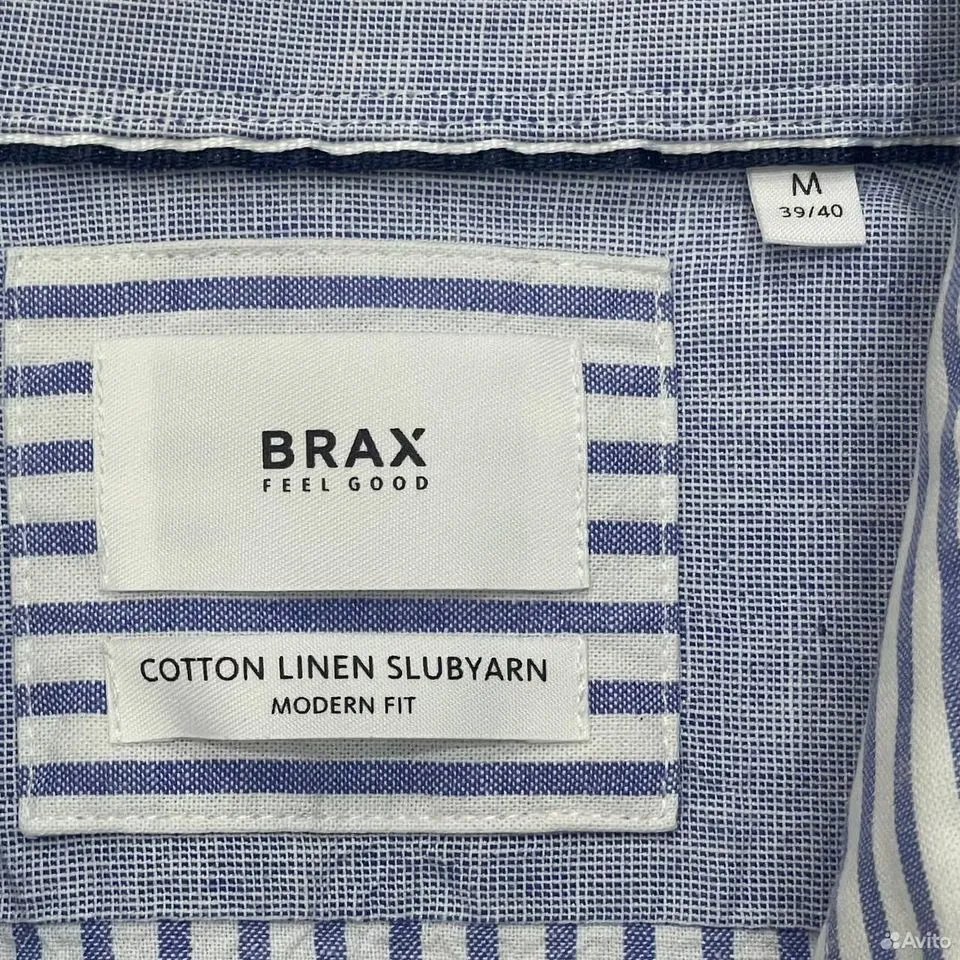 M
39/40
BRAX
FEEL GOOD
COTTON LINEN SLUBYARN
MODERN FIT
Avito